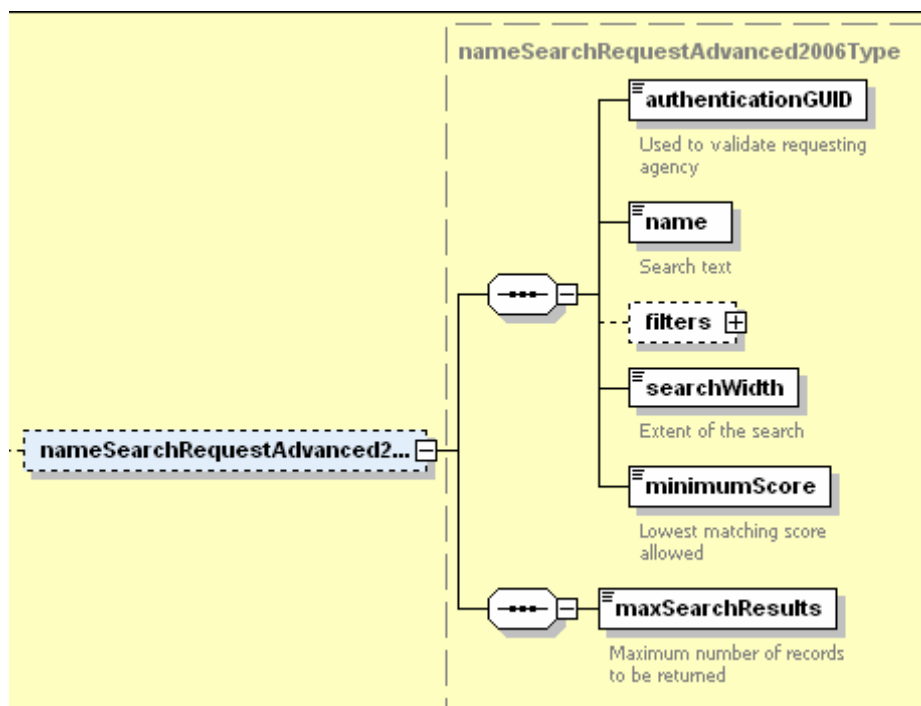 nameSearchRequestAdvanced2006Type
authenticationGUID
Used to validate requesting
agency
name
Search text
filters
searchWidth
Extent of the search
nameSearchRequestAdvanced2...
minimumScore
Lowest matching score
allowed
maxSearchResults
Maximum number of records
to be returned